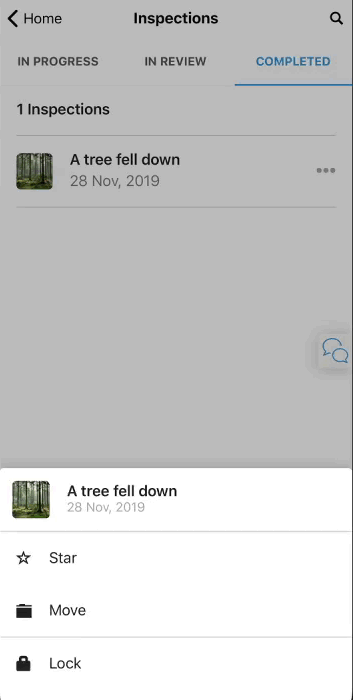 Home
Inspections
IN PROGRESS
IN REVIEW
COMPLETED
1 Inspections
A tree fell down
28 Nov, 2019
A tree fell down
28 Nov, 2019
Star
Move
Lock